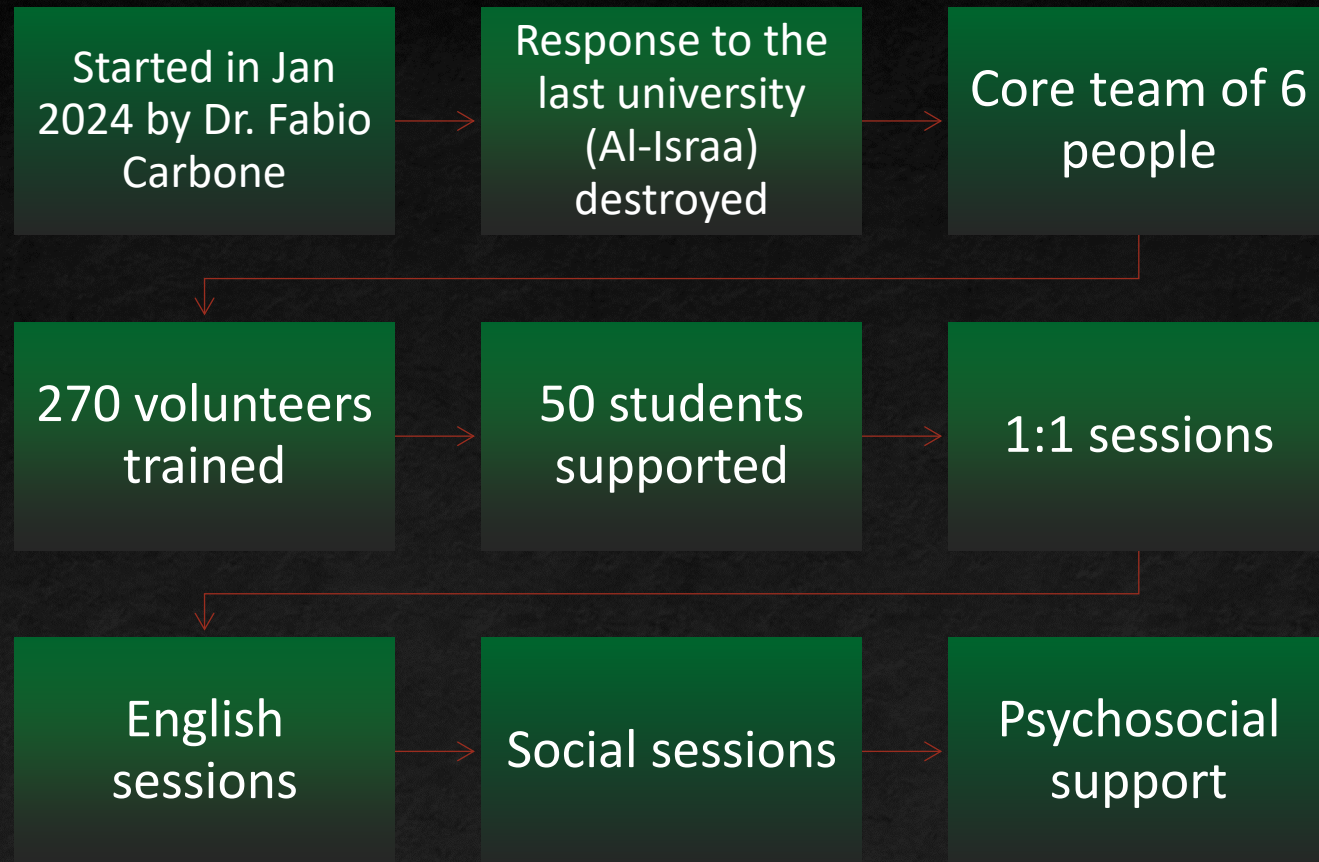 Started in Jan
2024 by Dr. Fabio
Carbone
Response to the
last university
(Al-Israa)
destroyed
Core team of 6
people
270 volunteers
trained
50 students
supported
1:1 sessions
English
sessions
Social sessions
Psychosocial
support